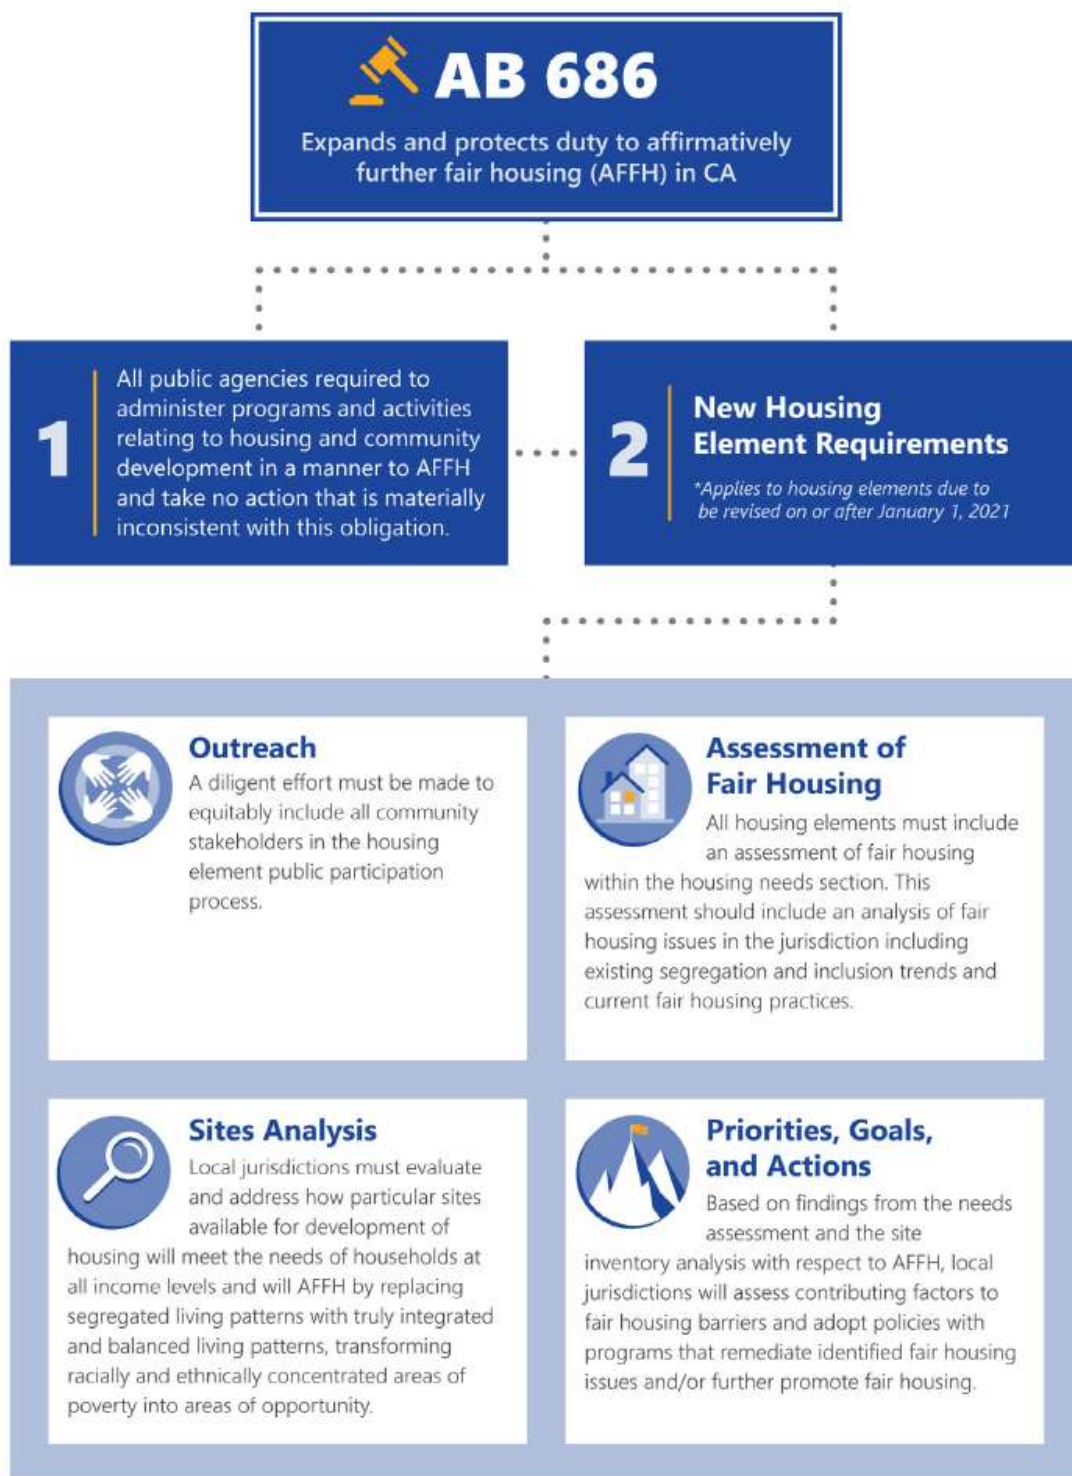 AB 686
Expands and protects duty to affirmatively
further fair housing (AFFH) in CA
1
All public agencies required to
administer programs and activities
relating to housing and community
development in a manner to AFFH
and take no action that is materially
inconsistent with this obligation.
2
New Housing
Element Requirements
*Applies to housing elements due to
be revised on or after January 1, 2021
Outreach
A diligent effort must be made to
equitably include all community
stakeholders in the housing
element public participation
process.
Assessment of
Fair Housing
All housing elements must include
an assessment of fair housing
within the housing needs section. This
assessment should include an analysis of fair
housing issues in the jurisdiction including
existing segregation and inclusion trends and
current fair housing practices.
Sites Analysis
Local jurisdictions must evaluate
and address how particular sites
available for development of
housing will meet the needs of households at
all income levels and will AFFH by replacing
segregated living patterns with truly integrated
and balanced living patterns, transforming
racially and ethnically concentrated areas of
poverty into areas of opportunity.
Priorities, Goals,
and Actions
Based on findings from the needs
assessment and the site
inventory analysis with respect to AFFH, local
jurisdictions will assess contributing factors to
fair housing barriers and adopt policies with
programs that remediate identified fair housing
issues and/or further promote fair housing.